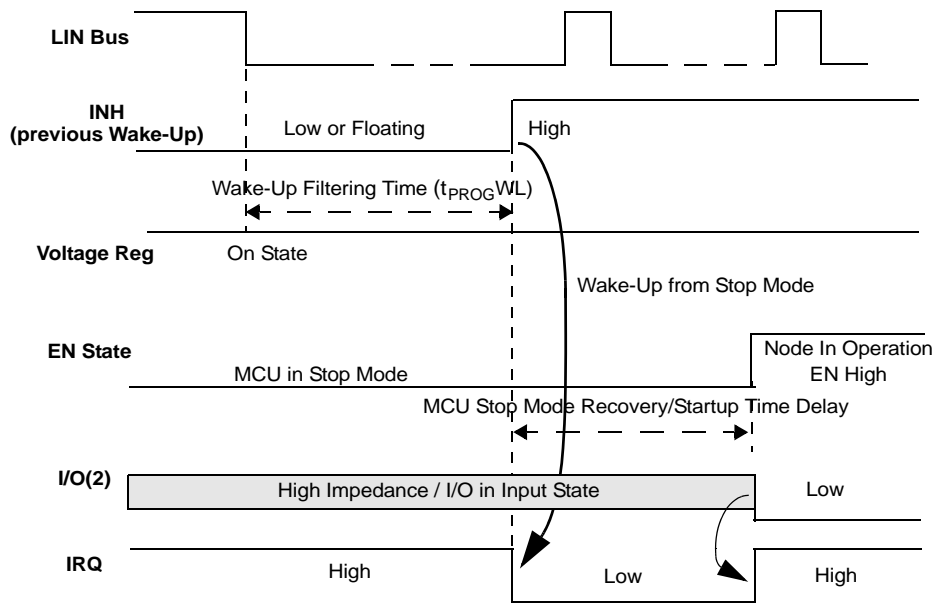 LIN Bus
INH
(previous Wake-Up)
Low or Floating
High
Wake-Up Filtering Time (tPROGWL)
Voltage Reg
On State
Wake-Up from Stop Mode
EN State
Node In Operation
EN High
MCU in Stop Mode
MCU Stop Mode Recovery/Startup Time Delay
I/O(2)
High Impedance / I/O in Input State
Low
IRQ
High
Low
High